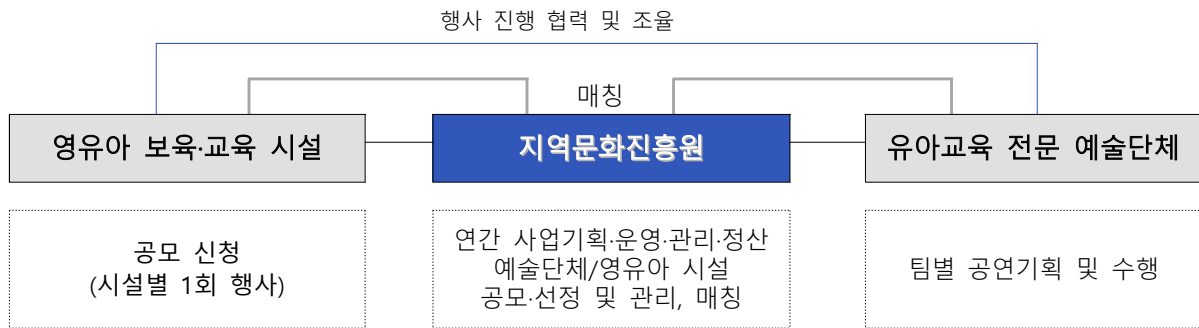 행사 진행 협력 및 조율
매칭
영유아 보육·교육 시설
지역문화진흥원
유아교육 전문 예술단체
공모 신청
(시설별 1회 행사)
연간 사업기획·운영·관리·정산
예술단체/영유아 시설
공모·선정 및 관리, 매칭
팀별 공연기획 및 수행